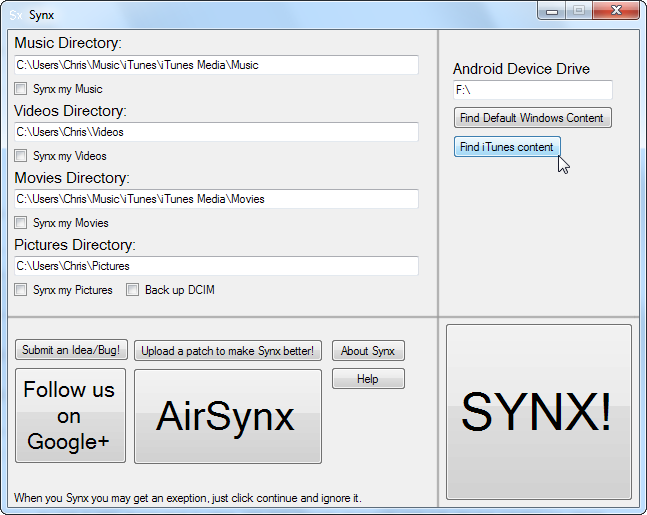 Sx Synx
Music Directory:
C:\Users\Chris\Music\iTunes\iTunes Media\Music
Synx my Music
Videos Directory:
C:\Users\Chris\Videos
Synx my Videos
Movies Directory:
C:\Users\Chris\Music\iTunes\iTunes Media\Movies
Synx my Movies
Pictures Directory:
C:\Users\Chris\Pictures
Synx my Pictures Back up DCIM
Android Device Drive
F:\
Find Default Windows Content
Find iTunes content
Submit an Idea/Bug! Upload a patch to make Synx better! About Synx
Help
Follow us
on
Google+
AirSynx
SYNX!
When you Synx you may get an exeption, just click continue and ignore it.